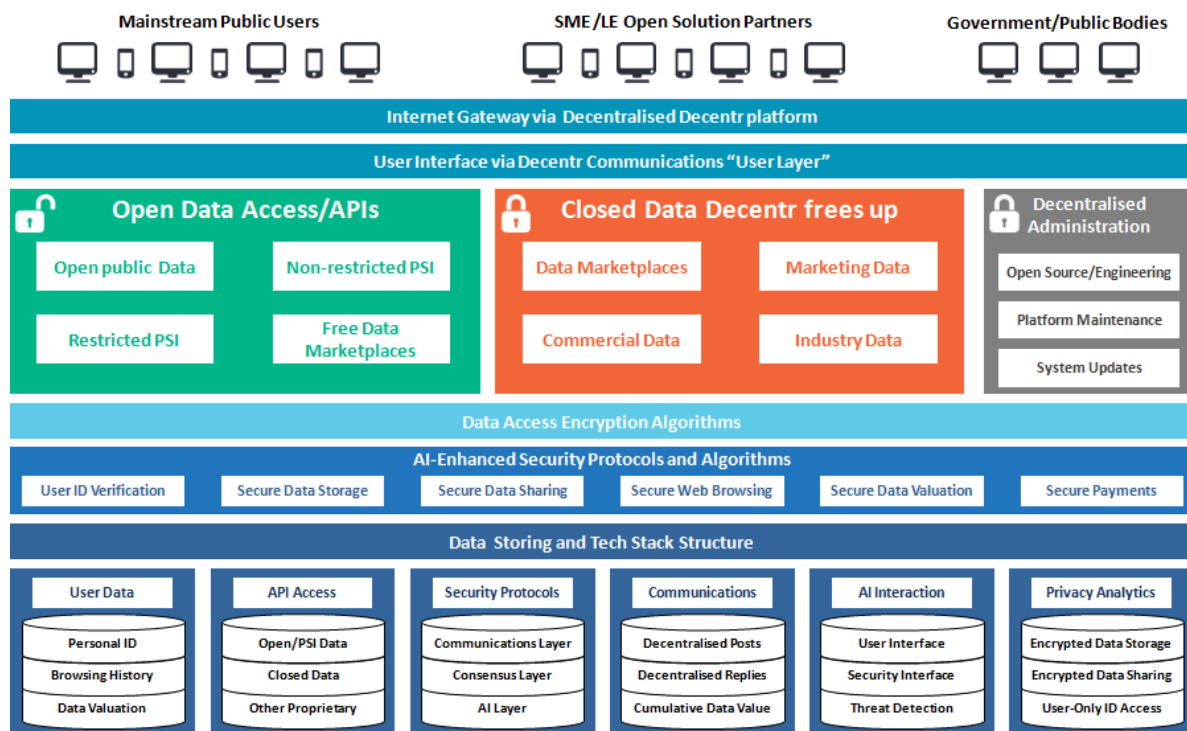 Mainstream Public Users
SME/LE Open Solution Partners
Government/Public Bodies
Internet Gateway via Decentralised Decentr platform
User Interface via Decentr Communications “User Layer”
Open Data Access/APIs
Open public Data
Non-restricted PSI
Restricted PSI
Free Data
Marketplaces
Closed Data Decentr frees up
Data Marketplaces
Marketing Data
Commercial Data
Industry Data
Decentralised
Administration
Open Source/Engineering
Platform Maintenance
System Updates
Data Access Encryption Algorithms
AI-Enhanced Security Protocols and Algorithms
User ID Verification
Secure Data Storage
Secure Data Sharing
Secure Web Browsing
Secure Data Valuation
Secure Payments
Data Storing and Tech Stack Structure
User Data
Personal ID
Browsing History
Data Valuation
API Access
Open/PSI Data
Closed Data
Other Proprietary
Security Protocols
Communications Layer
Consensus Layer
AI Layer
Communications
Decentralised Posts
Decentralised Replies
Cumulative Data Value
AI Interaction
User Interface
Security Interface
Threat Detection
Privacy Analytics
Encrypted Data Storage
Encrypted Data Sharing
User-Only ID Access